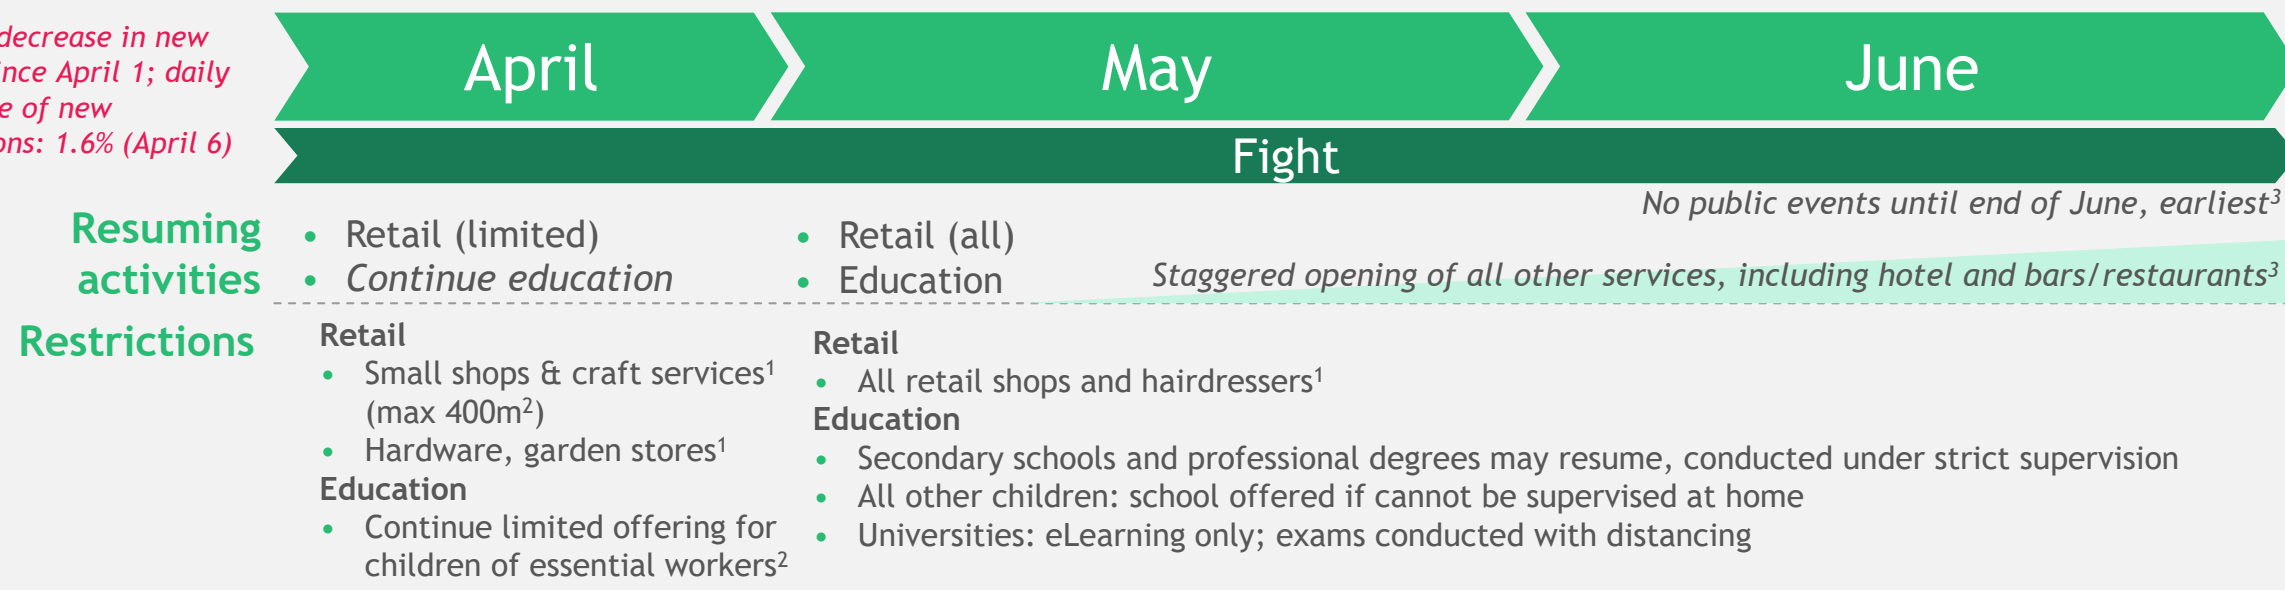 decrease in new
April 1; daily
of new
1.6% (April 6)
April
May
June
Fight
No public events until end of June, earliest³
Resuming
activities
• Retail (limited)
• Continue education
• Retail (all)
• Education
Staggered opening of all other services, including hotel and bars/restaurants³
Restrictions
Retail
• Small shops & craft services¹
(max 400m²)
• Hardware, garden stores¹
Education
• Continue limited offering for
children of essential workers²
Retail
• All retail shops and hairdressers¹
Education
• Secondary schools and professional degrees may resume, conducted under strict supervision
• All other children: school offered if cannot be supervised at home
• Universities: eLearning only; exams conducted with distancing